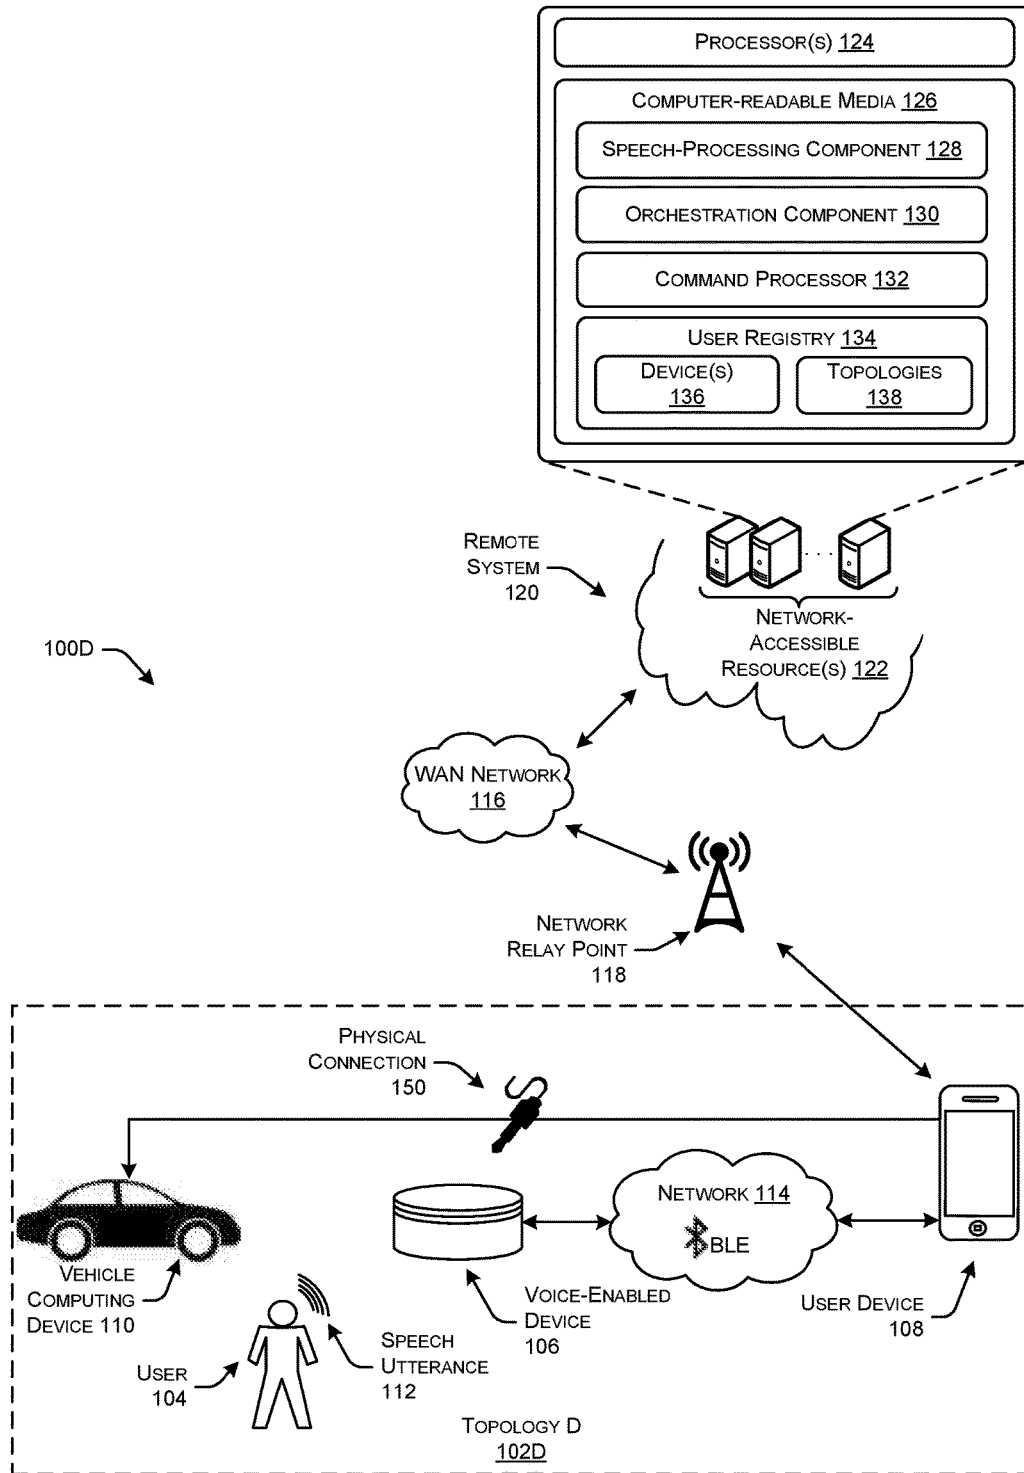 PROCESSOR(S) 124
COMPUTER-READABLE MEDIA 126
SPEECH-PROCESSING COMPONENT 128
ORCHESTRATION COMPONENT 130
COMMAND PROCESSOR 132
USER REGISTRY 134
DEVICE(S)
136
TOPOLOGIES
138
REMOTE
SYSTEM
120
NETWORK-
ACCESSIBLE
RESOURCE(S) 122
100D
WAN NETWORK
116
NETWORK
RELAY POINT
118
PHYSICAL
CONNECTION
150
NETWORK 114
BLE
VEHICLE
COMPUTING
DEVICE 110
VOICE-ENABLED
DEVICE
106
USER DEVICE
108
USER
104
SPEECH
UTTERANCE
112
TOPOLOGY D
102D